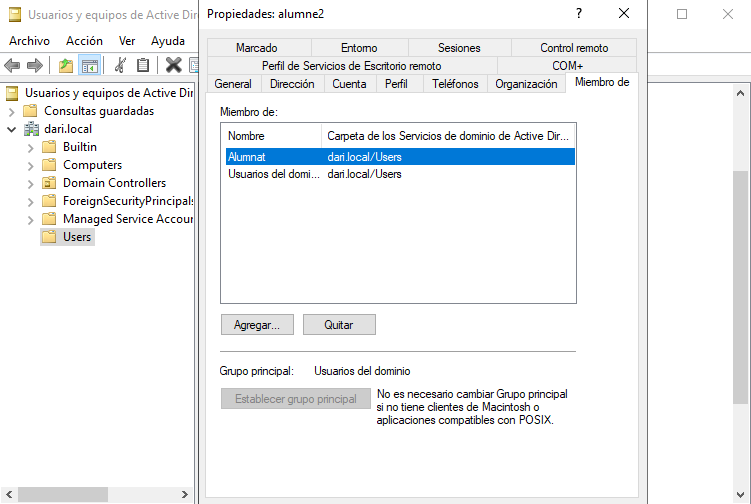 Usuarios y equipos de Active Dir
Archivo Acción Ver Ayuda
Usuarios y equipos de Active Dir
Consultas guardadas
dari.local
Builtin
Computers
Domain Controllers
ForeignSecurityPrincipals
Managed Service Accour
Users
Propiedades: alumne2
?
Marcado Entorno Sesiones Control remoto
Perfil de Servicios de Escritorio remoto COM+
General Dirección Cuenta Perfil Teléfonos Organización Miembro de
Miembro de:
Nombre Carpeta de los Servicios de dominio de Active Dir...
Alumnat dari.local/Users
Usuarios del domi... dari.local/Users
Agregar... Quitar
Grupo principal: Usuarios del dominio
Establecer grupo principal
No es necesario cambiar Grupo principal
si no tiene clientes de Macintosh o
aplicaciones compatibles con POSIX.